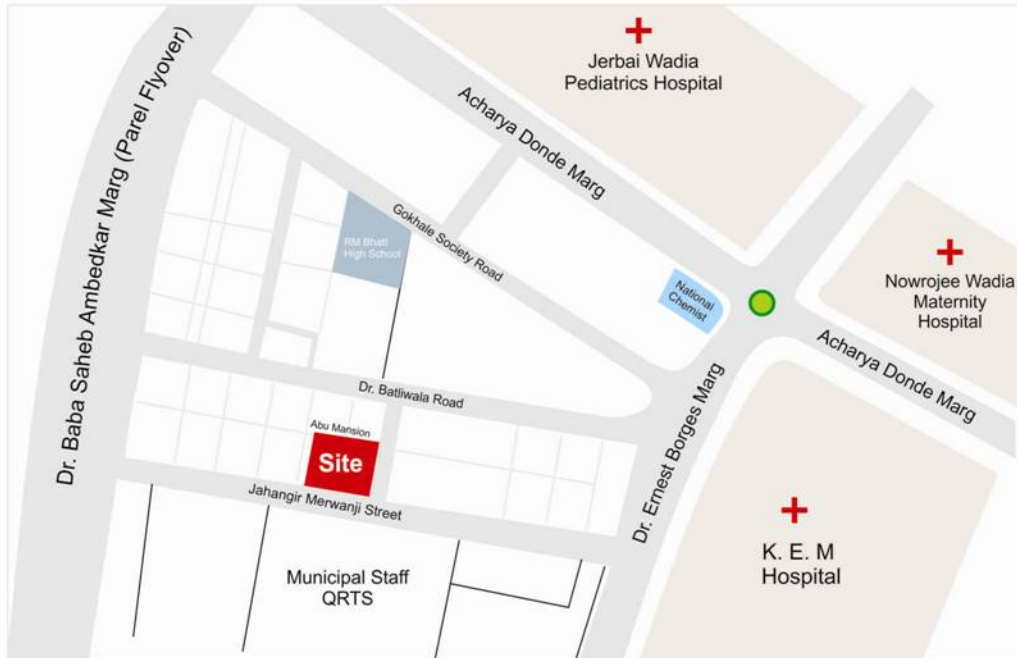 Jerbai Wadia
Pediatrics Hospital
Acharya Donde Marg
Dr. Baba Saheb Ambedkar Marg (Parel Flyover)
Gokhale Society Road
RM Bhatt
High School
National
Chemist
Nowrojee Wadia
Maternity
Hospital
Acharya Donde Marg
Dr. Batliwala Road
Dr. Ernest Borges Marg
Abu Mansion
Site
Jahangir Merwanji Street
K. E. M
Hospital
Municipal Staff
QRTS